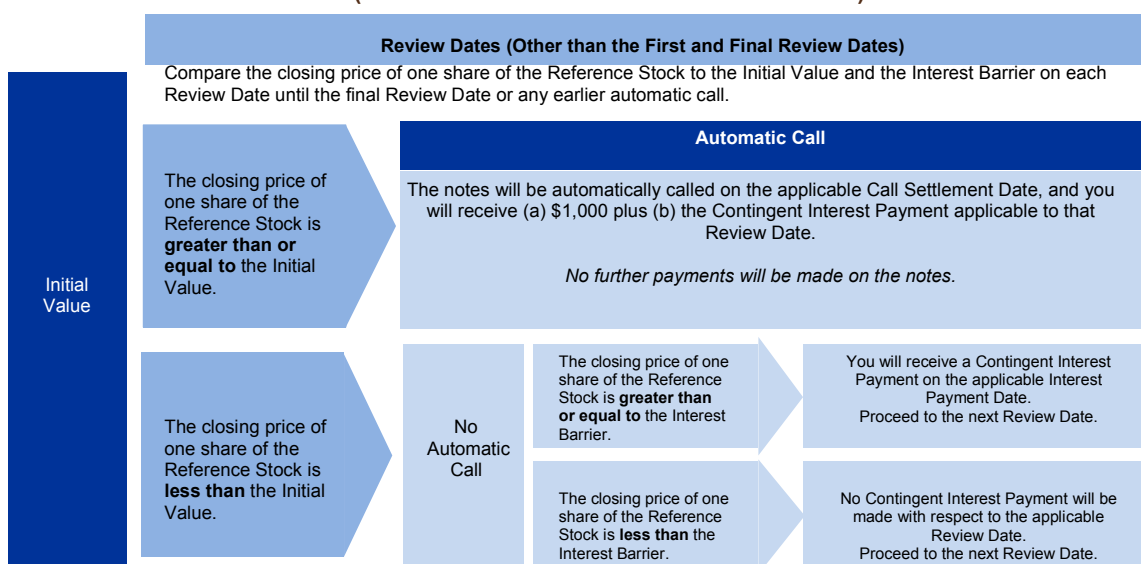 Review Dates (Other than the First and Final Review Dates)
Compare the closing price of one share of the Reference Stock to the Initial Value and the Interest Barrier on each
Review Date until the final Review Date or any earlier automatic call.
Initial
Value
The closing price of
one share of the
Reference Stock is
greater than or
equal to the Initial
Value.
Automatic Call
The notes will be automatically called on the applicable Call Settlement Date, and you
will receive (a) $1,000 plus (b) the Contingent Interest Payment applicable to that
Review Date.
No further payments will be made on the notes.
The closing price of
one share of the
Reference Stock is
less than the Initial
Value.
No
Automatic
Call
The closing price of one
share of the Reference
Stock is greater than
or equal to the Interest
Barrier.
You will receive a Contingent Interest
Payment on the applicable Interest
Payment Date.
Proceed to the next Review Date.
The closing price of one
share of the Reference
Stock is less than the
Interest Barrier.
No Contingent Interest Payment will be
made with respect to the applicable
Review Date.
Proceed to the next Review Date.